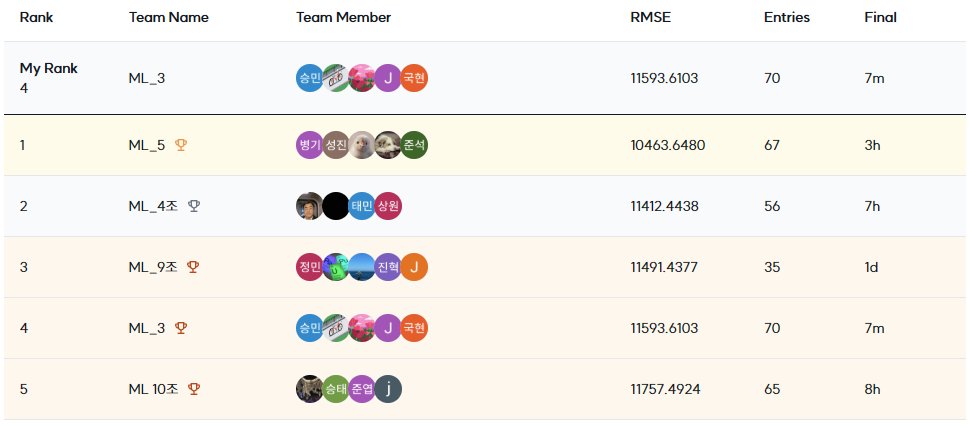 Rank Team Name Team Member RMSE Entries Final
My Rank
4 ML_3 승민 J 국현 11593.6103 70 7m
1 ML_5 병기 성진 준석 10463.6480 67 3h
2 ML_4조 태민 상원 11412.4438 56 7h
3 ML_9조 정민 진혁 J 11491.4377 35 1d
4 ML_3 승민 J 국현 11593.6103 70 7m
5 ML 10조 승태 준엽 j 11757.4924 65 8h